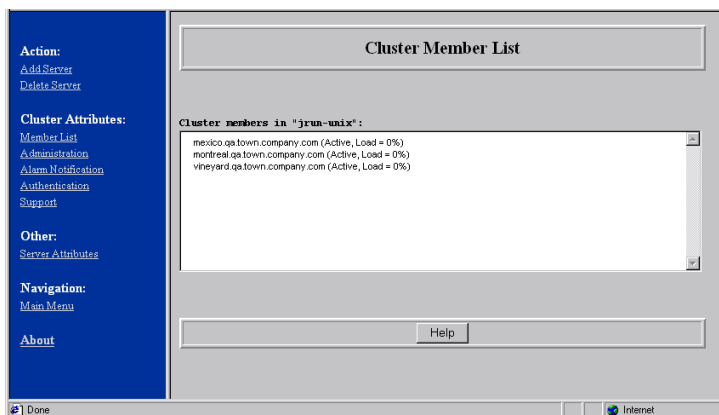 Action:
Add Server
Delete Server
Cluster Attributes:
Member List
Administration
Alarm Notification
Authentication
Support
Other:
Server Attributes
Navigation:
Main Menu
About
Cluster Member List
Cluster members in "jrun-unix":
mexico.qa.town.company.com (Active, Load = 0%)
montreal.qa.town.company.com (Active, Load = 0%)
vineyard.qa.town.company.com (Active, Load = 0%)
Help
Done
Internet